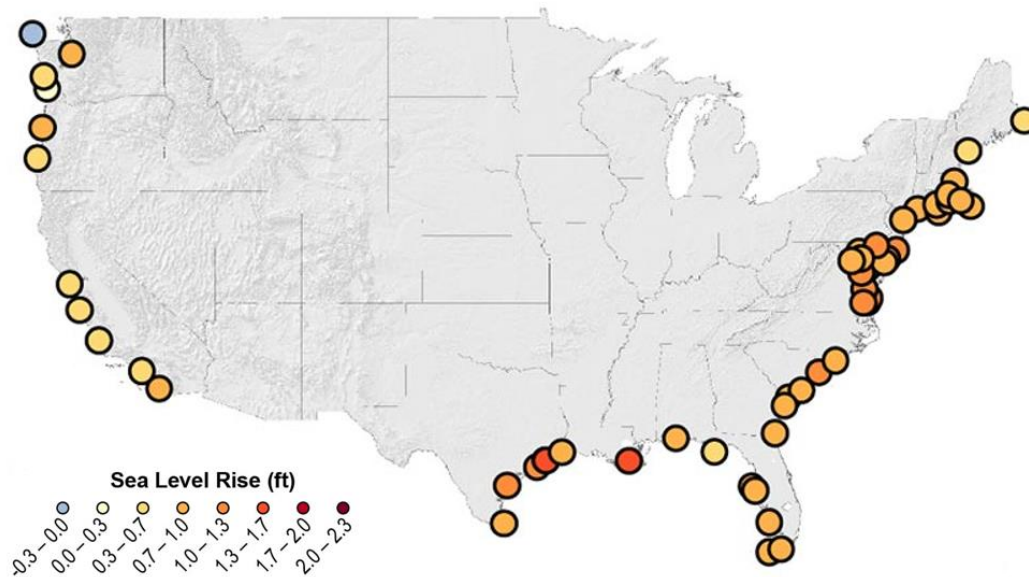 Sea Level Rise (ft)
-0.3 – 0.0
0.0 – 0.3
0.3 – 0.7
0.7 – 1.0
1.0 – 1.3
1.3 – 1.7
1.7 – 2.0
2.0 – 2.3